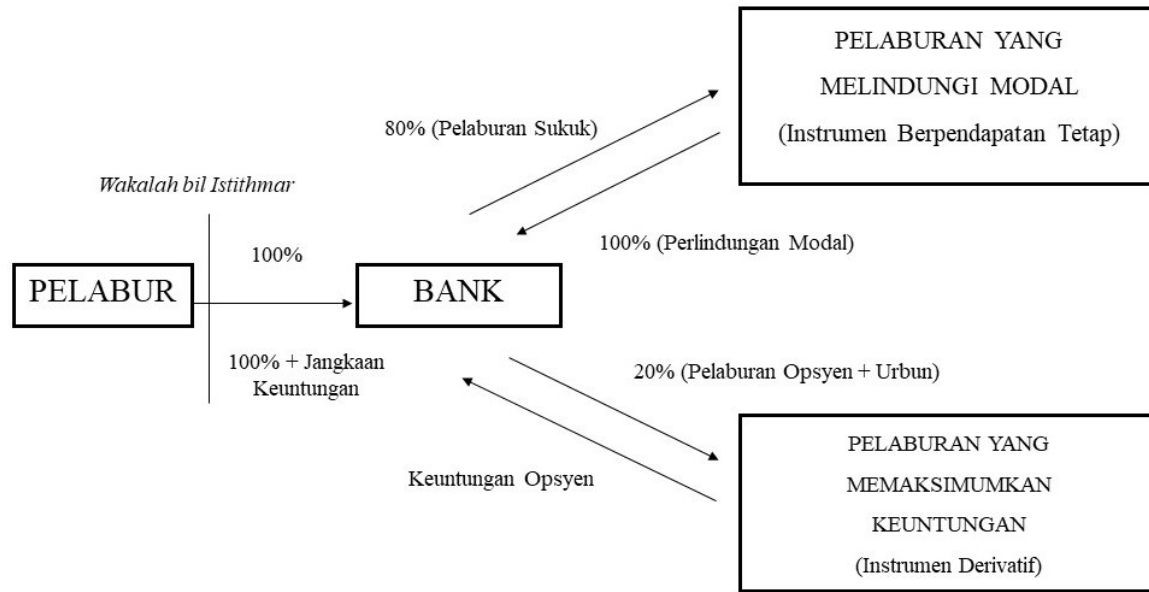 PELABURAN YANG
MELINDUNGI MODAL
(Instrumen Berpendapatan Tetap)
80% (Pelaburan Sukuk)
Wakalah bil Istithmar
100% (Perlindungan Modal)
100%
PELABUR
BANK
100% + Jangkaan
Keuntungan
20% (Pelaburan Opsyen + Urbun)
Keuntungan Opsyen
PELABURAN YANG
MEMAKSIMUMKAN
KEUNTUNGAN
(Instrumen Derivatif)